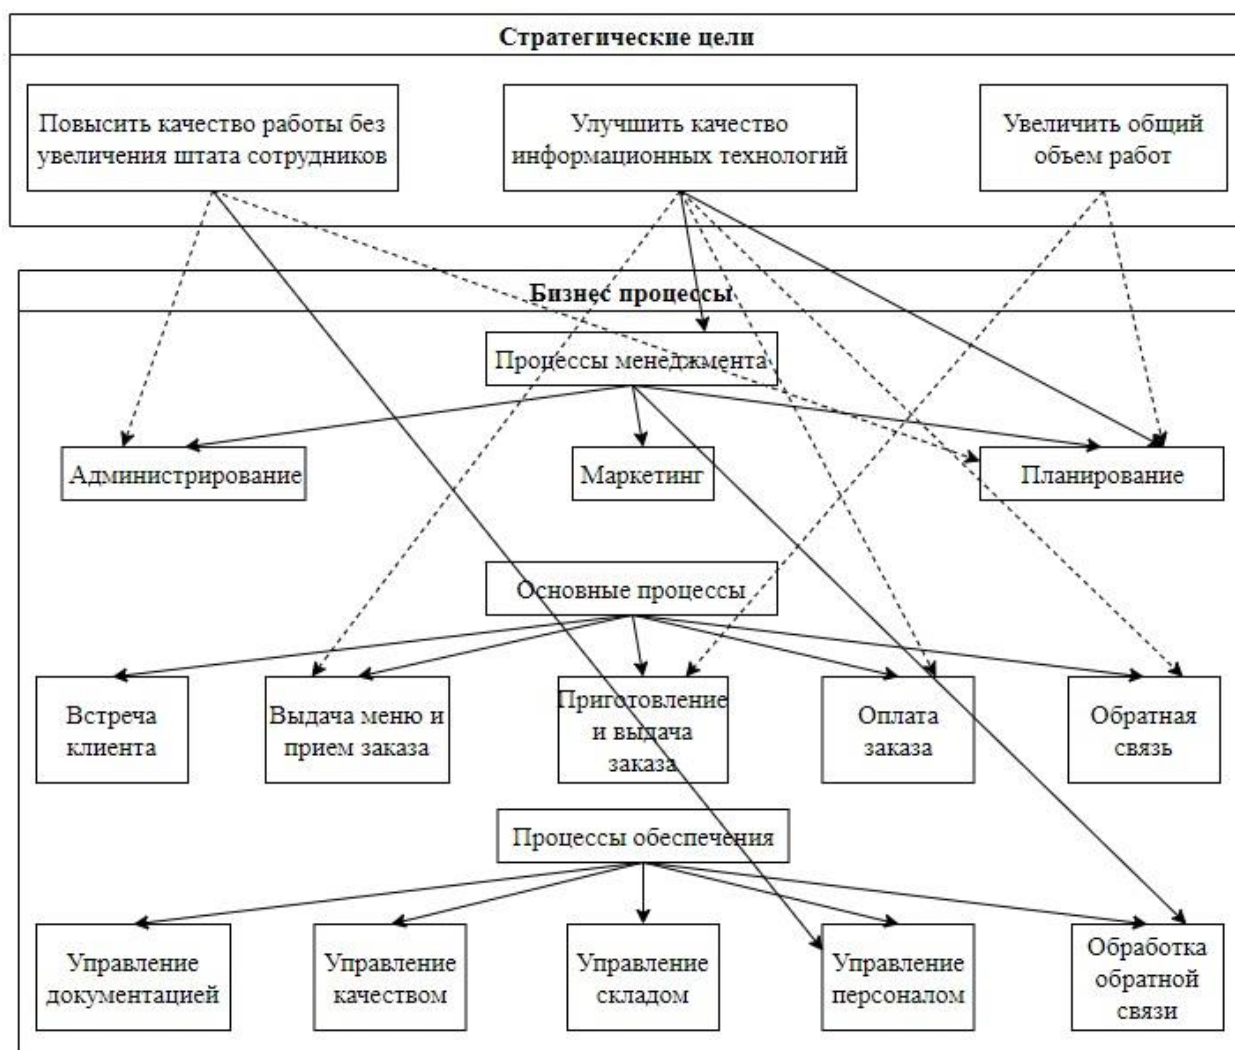 Стратегические цели
Повысить качество работы без
увеличения штата сотрудников
Улучшить качество
информационных технологий
Увеличить общий
объем работ
Бизнес процессы
Процессы менеджмента
Администрирование
Маркетинг
Планирование
Основные процессы
Встреча
клиента
Выдача меню и
прием заказа
Приготовление
и выдача
заказа
Оплата
заказа
Обратная
связь
Процессы обеспечения
Управление
документацией
Управление
качеством
Управление
складом
Управление
персоналом
Обработка
обратной
связи